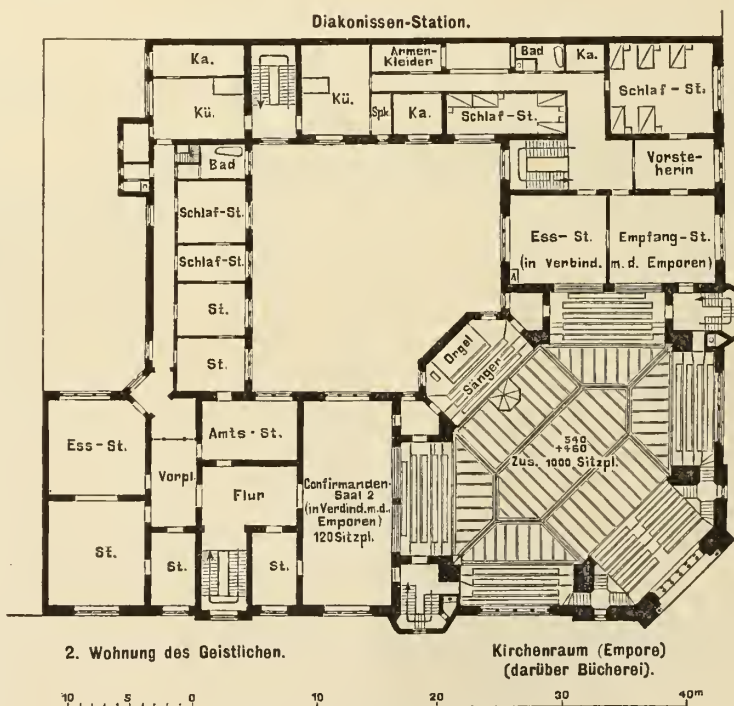 Diakonissen-Station.
Ka.
Armen-
Kleider
Bad
Ka.
Schlaf-St.
Kü.
Kü.
Spk.
Ka.
Schlaf-St.
Bad
Vorste-
herin
Schlaf-St.
Ess-St.
(in Verbind.
Empfang-St.
m.d. Emporen)
A
Schlaf-St.
St.
Orgel
Sänger
St.
Ess-St.
Amts-St.
Vorpl.
Flur
Confirmanden-
Saal 2
(in Verbind.m.d.
Emporen)
120 Sitzpl.
540
+460
Zus. 1000 Sitzpl.
St.
St.
St.
2. Wohnung des Geistlichen.
Kirchenraum (Empore)
(darüber Bücherei).
10 5 0 10 20 30 40m